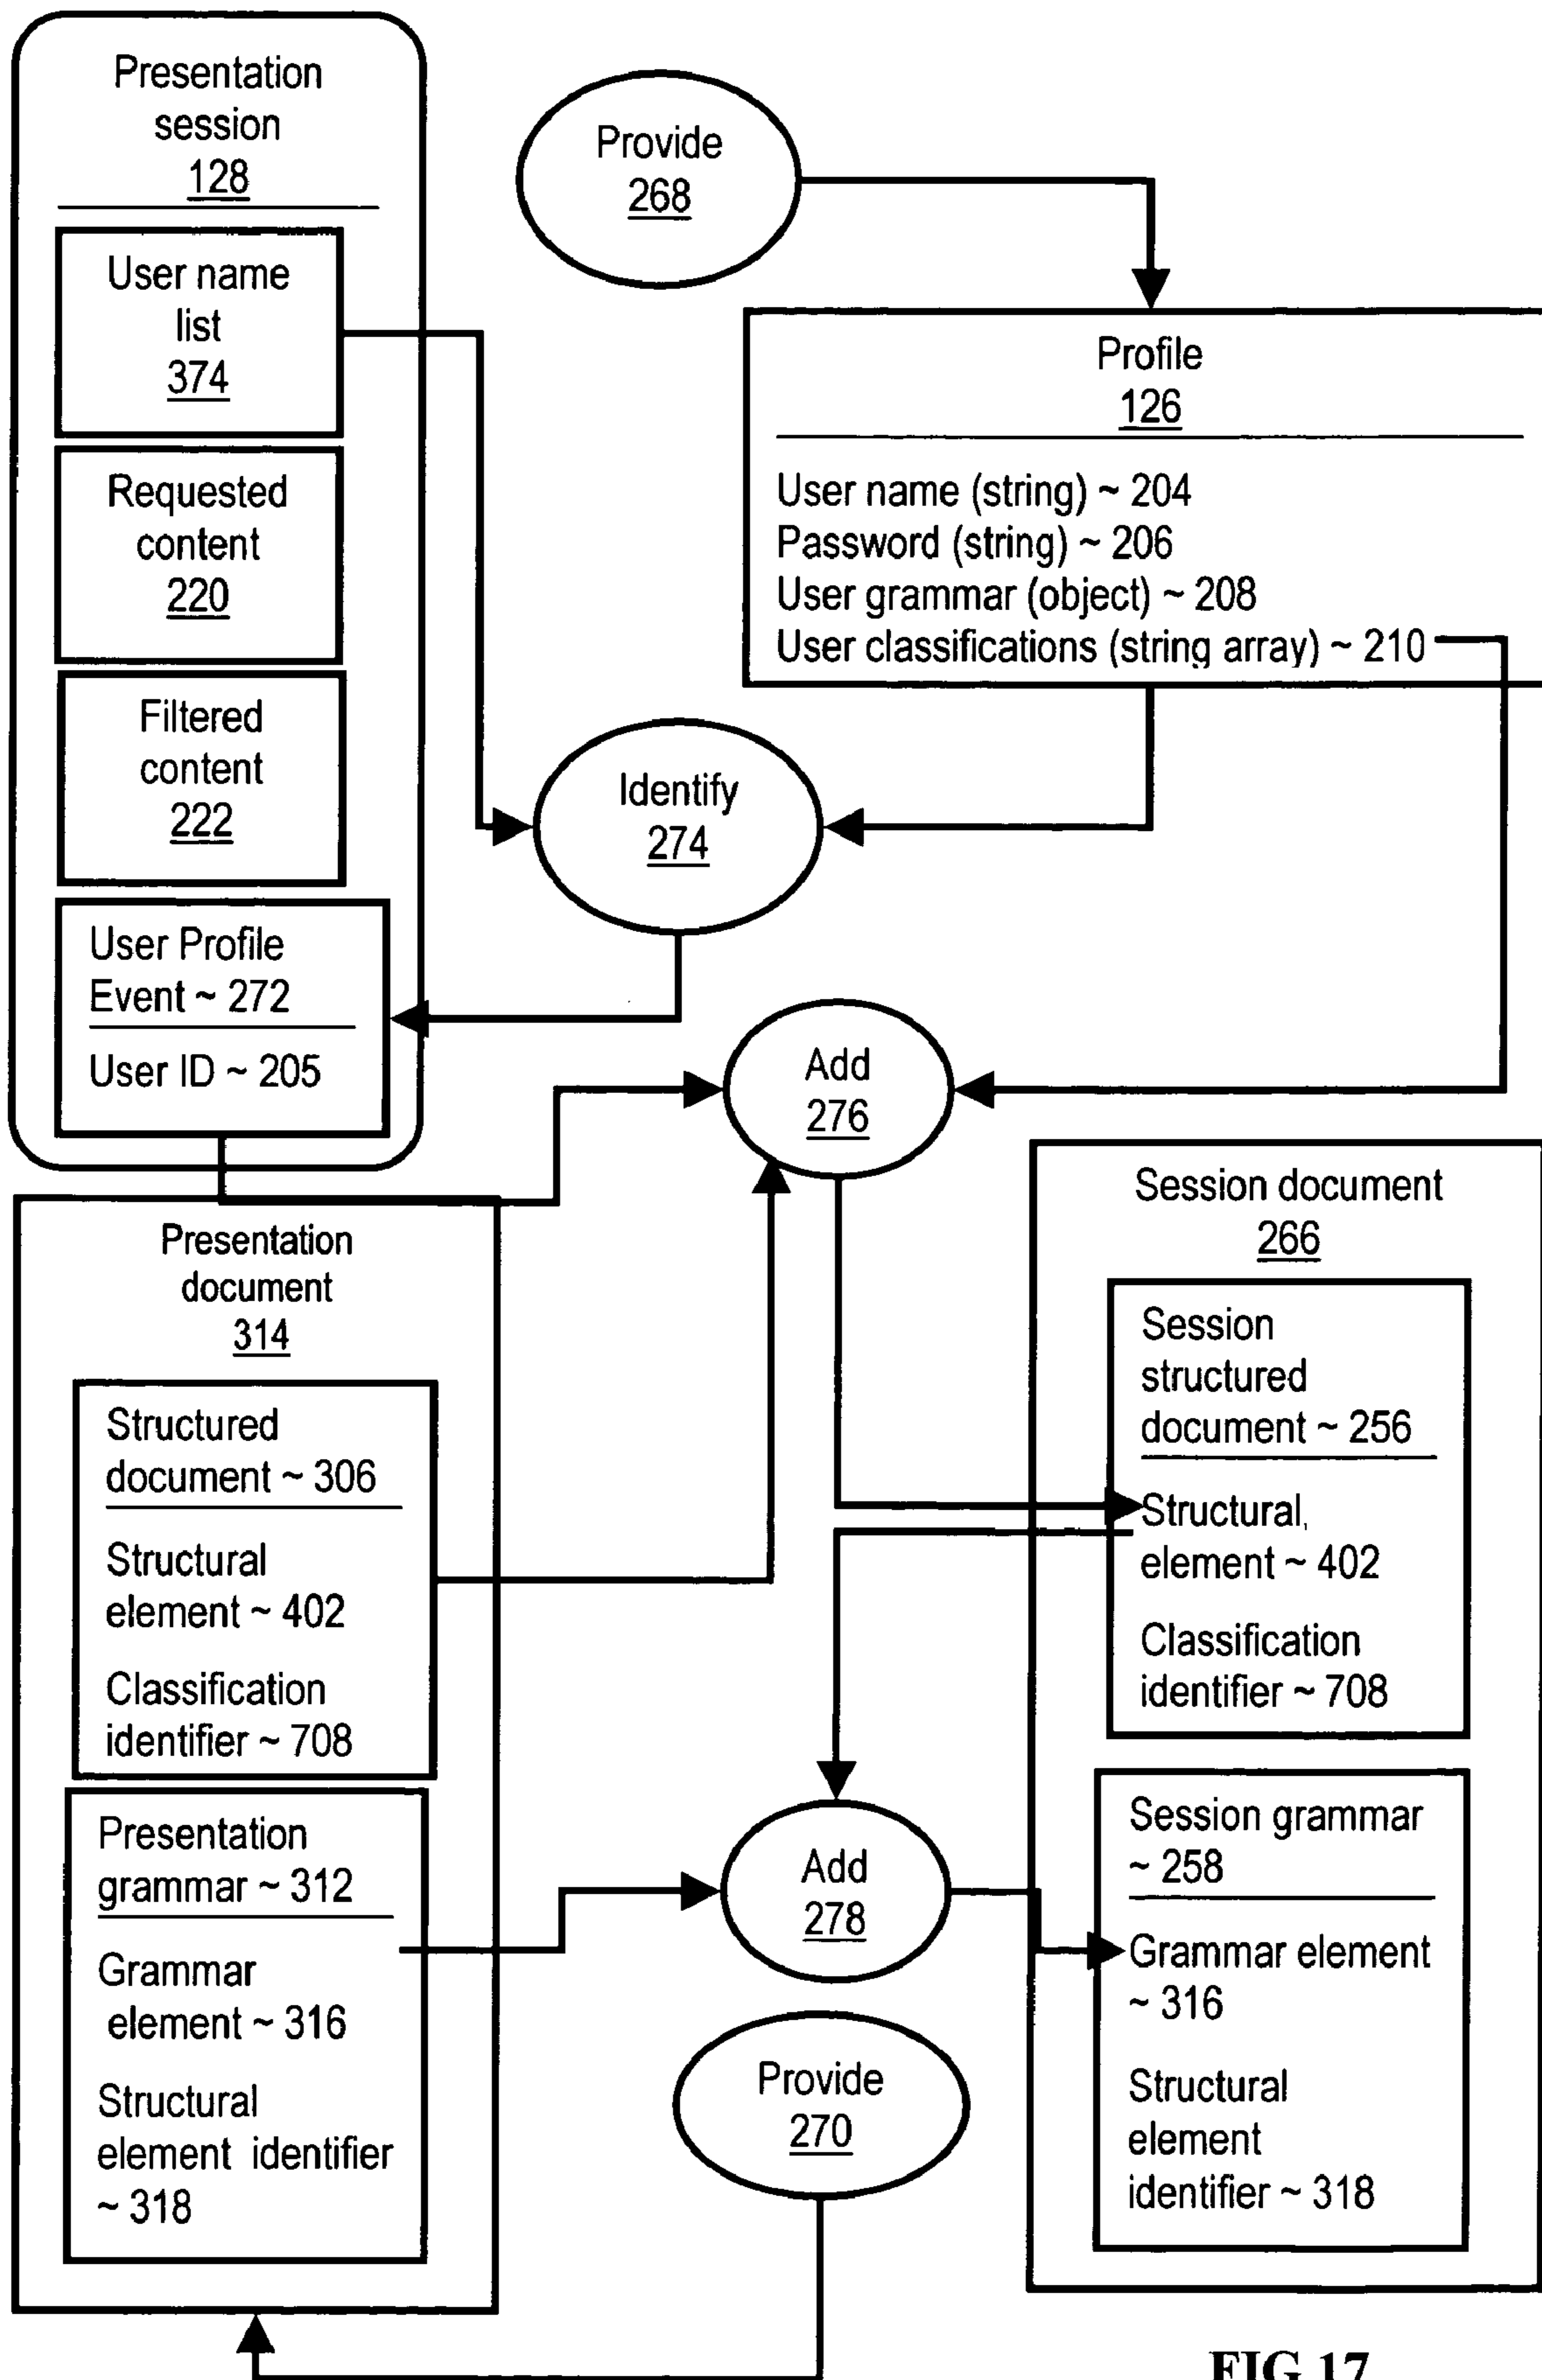 Presentation
session
128
User name
list
374
Requested
content
220
Filtered
content
222
User Profile
Event ~ 272
User ID ~ 205
Provide
268
Profile
126
User name (string) ~ 204
Password (string) ~ 206
User grammar (object) ~ 208
User classifications (string array) ~ 210
Identify
274
Add
276
Presentation
document
314
Structured
document ~ 306
Structural
element ~ 402
Classification
identifier ~ 708
Presentation
grammar ~ 312
Grammar
element ~ 316
Structural
element identifier
~ 318
Session document
266
Session
structured
document ~ 256
Structural
element ~ 402
Classification
identifier ~ 708
Add
278
Session grammar
~ 258
Grammar element
~ 316
Structural
element
identifier ~ 318
Provide
270
FIG 17